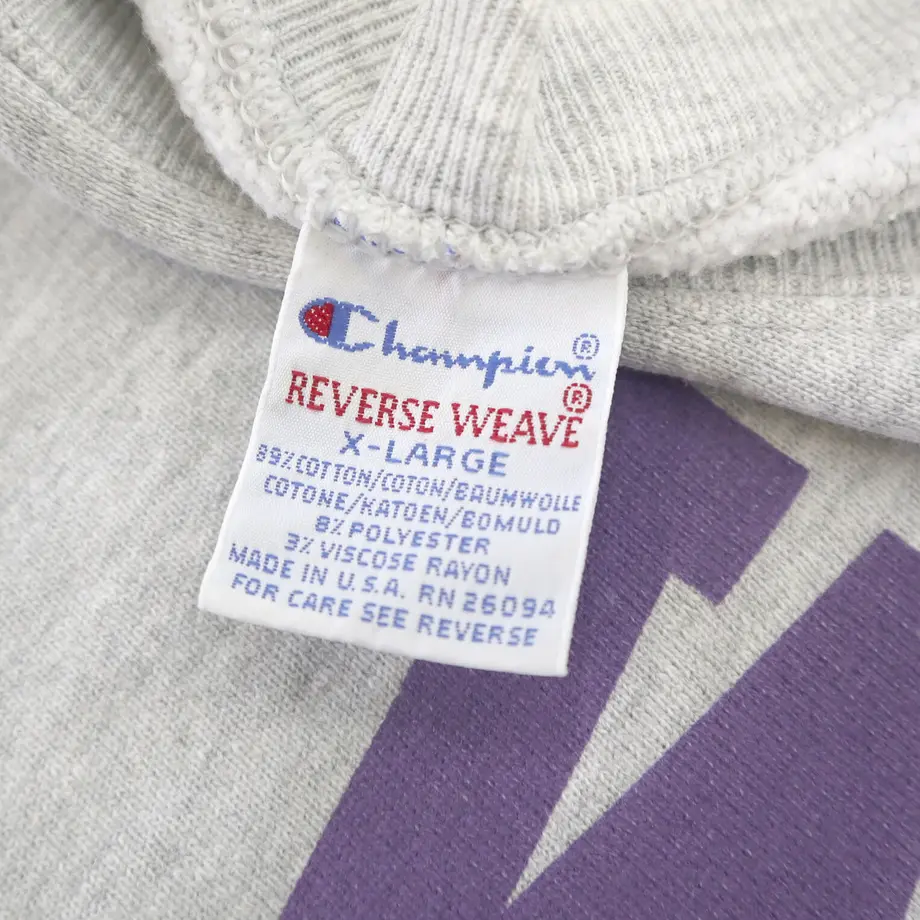 Champion®
REVERSE WEAVE®
X-LARGE
89%COTTON/COTON/BAUMWOLLE
COTONE/KATOEN/BOMULD
8%POLYESTER
3%VISCOSE RAYON
MADE IN U.S.A. RN 26094
FOR CARE SEE REVERSE